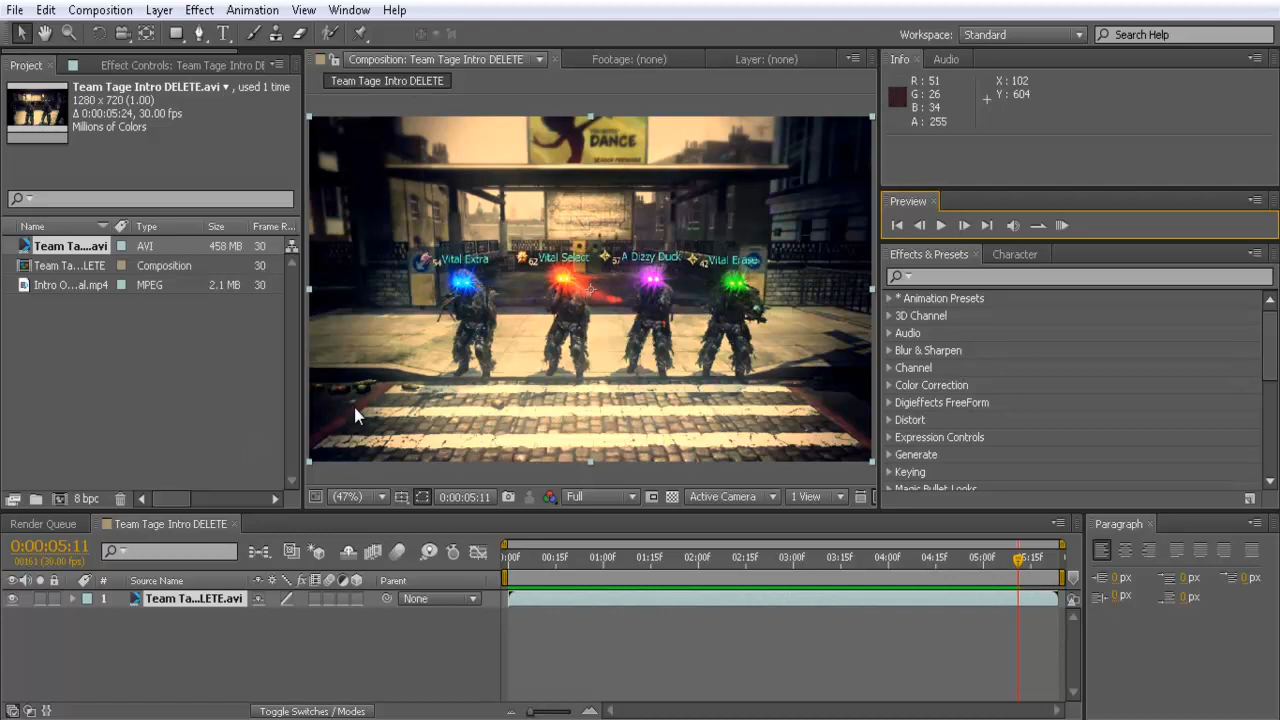 File Edit Composition Layer Effect Animation View Window Help
Workspace: Standard Search Help
Project Effect Controls: Team Tage Intro DE
Composition: Team Tage Intro DELETE Footage: (none) Layer: (none)
Info Audio
Team Tage Intro DELETE.avi , used 1 time
1280 x 720 (1.00)
Δ 0:00:05:24, 30.00 fps
Millions of Colors
Team Tage Intro DELETE
R: 51
G: 26
B: 34
A: 255
X: 102
Y: 604
DANCE
Preview
Name Type Size Frame R
Team Ta....avi AVI 458 MB 30
Team Ta...LETE Composition 30
Intro O...al.mp4 MPEG 2.1 MB 30
54 Vital Extra 62 Vital Select 57 A Dizzy Duck 42 Vital Erase
Effects & Presets Character
* Animation Presets
3D Channel
Audio
Blur & Sharpen
Channel
Color Correction
Digieffects FreeForm
Distort
Expression Controls
Generate
Keying
Magic Bullet Looks
8 bpc
(47%) 0:00:05:11 Full Active Camera 1 View
Render Queue Team Tage Intro DELETE
Paragraph
0:00:05:11
00161 (30.00 fps)
:00f 00:15f 01:00f 01:15f 02:00f 02:15f 03:00f 03:15f 04:00f 04:15f 05:00f 05:15f
# Source Name Parent
1 Team Ta...LETE.avi None
0 px 0 px 0 px
0 px 0 px
Toggle Switches / Modes